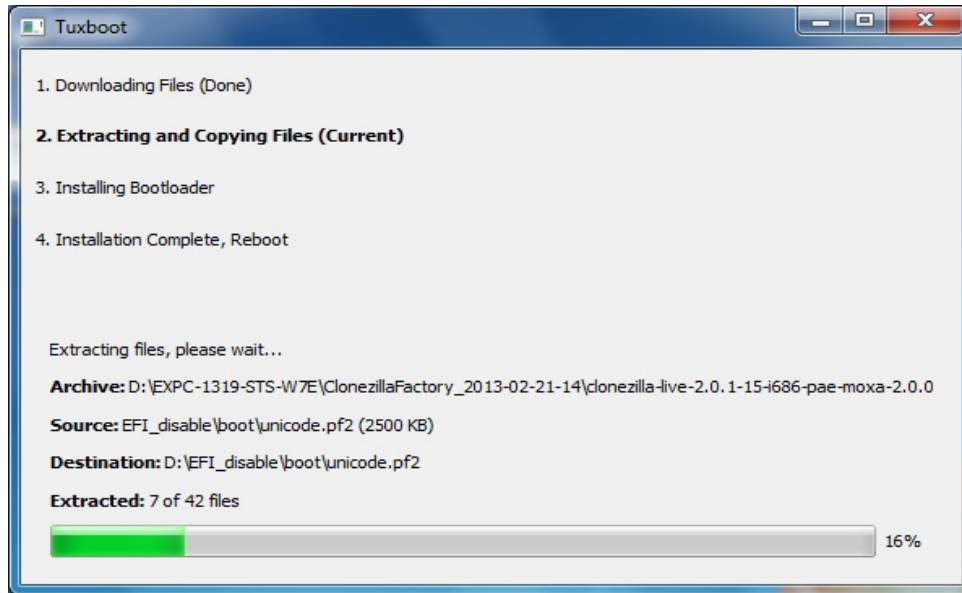 Tuxboot
1. Downloading Files (Done)
2. Extracting and Copying Files (Current)
3. Installing Bootloader
4. Installation Complete, Reboot
Extracting files, please wait...
Archive: D:\EXPC-1319-STS-W7E\ClonezillaFactory_2013-02-21-14\clonezilla-live-2.0.1-15-i686-pae-moxa-2.0.0
Source: EFI_disable\boot\unicode.pf2 (2500 KB)
Destination: D:\EFI_disable\boot\unicode.pf2
Extracted: 7 of 42 files
16%